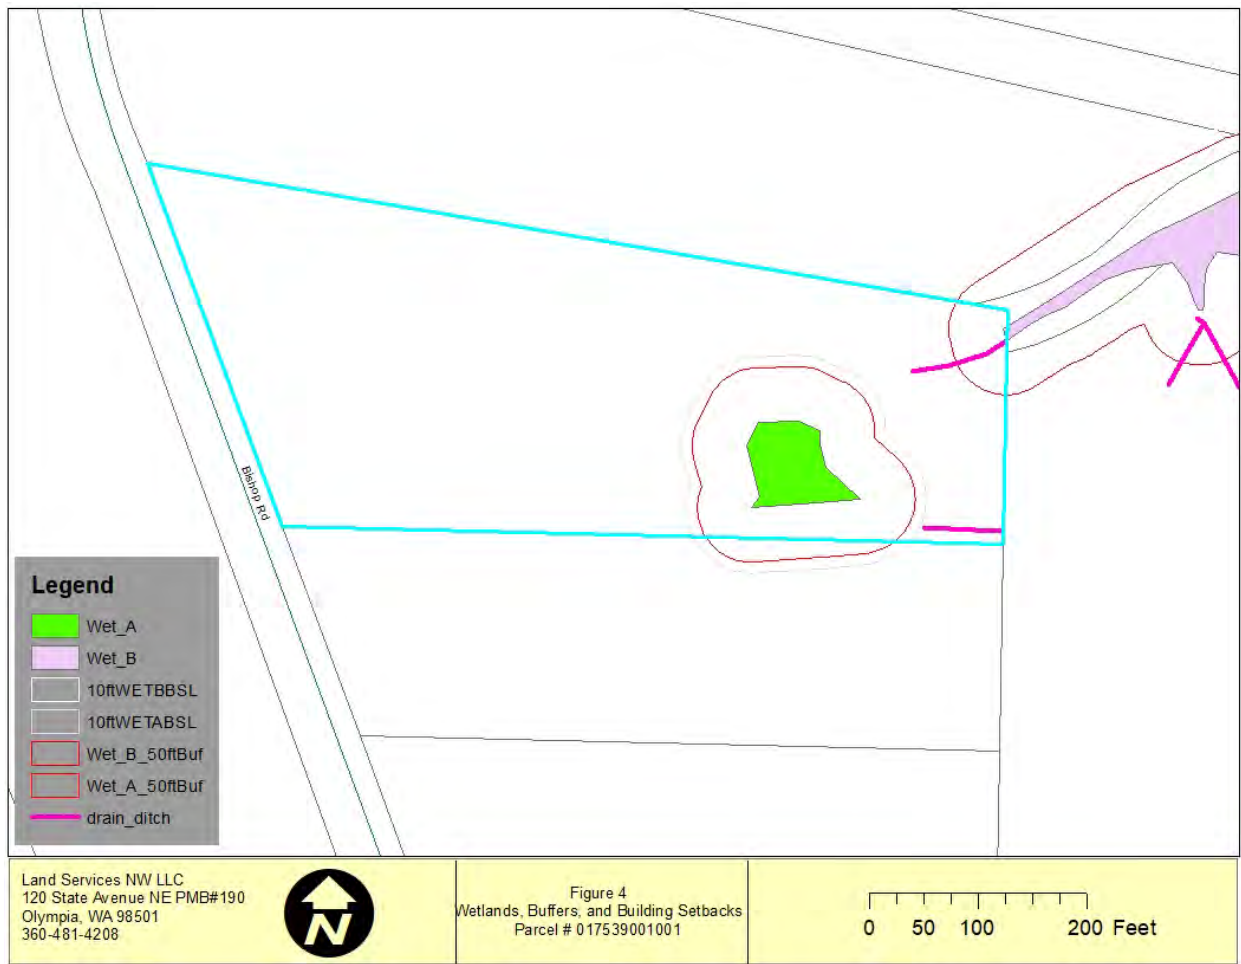 Bishop Rd
Legend
Wet_A
Wet_B
10ftWETBBSL
10ftWETABSL
Wet_B_50ftBuf
Wet_A_50ftBuf
drain_ditch
Land Services NW LLC
120 State Avenue NE PMB#190
Olympia, WA 98501
360-481-4208
N
Figure 4
Wetlands, Buffers, and Building Setbacks
Parcel # 017539001001
0 50 100 200 Feet